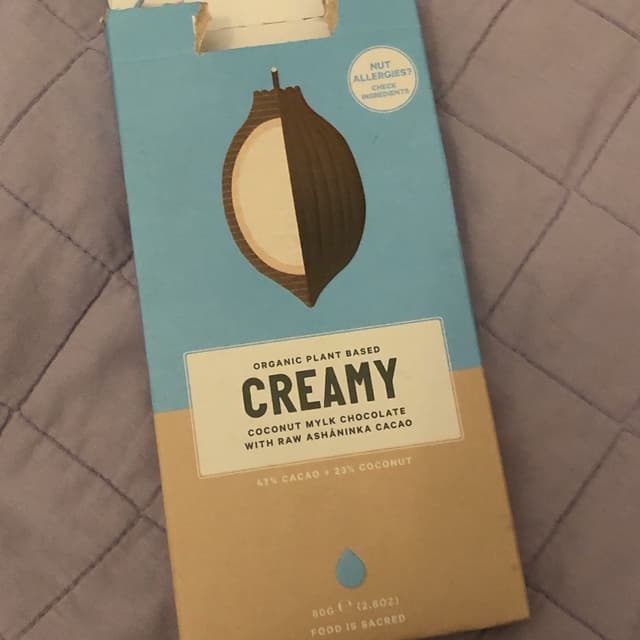 NUT
ALLERGIES?
CHECK
INGREDIENTS
ORGANIC PLANT BASED
CREAMY
COCONUT MYLK CHOCOLATE
WITH RAW ASHÁNINKA CACAO
41% CACAO + 23% COCONUT
80G (2.8OZ)
FOOD IS SACRED